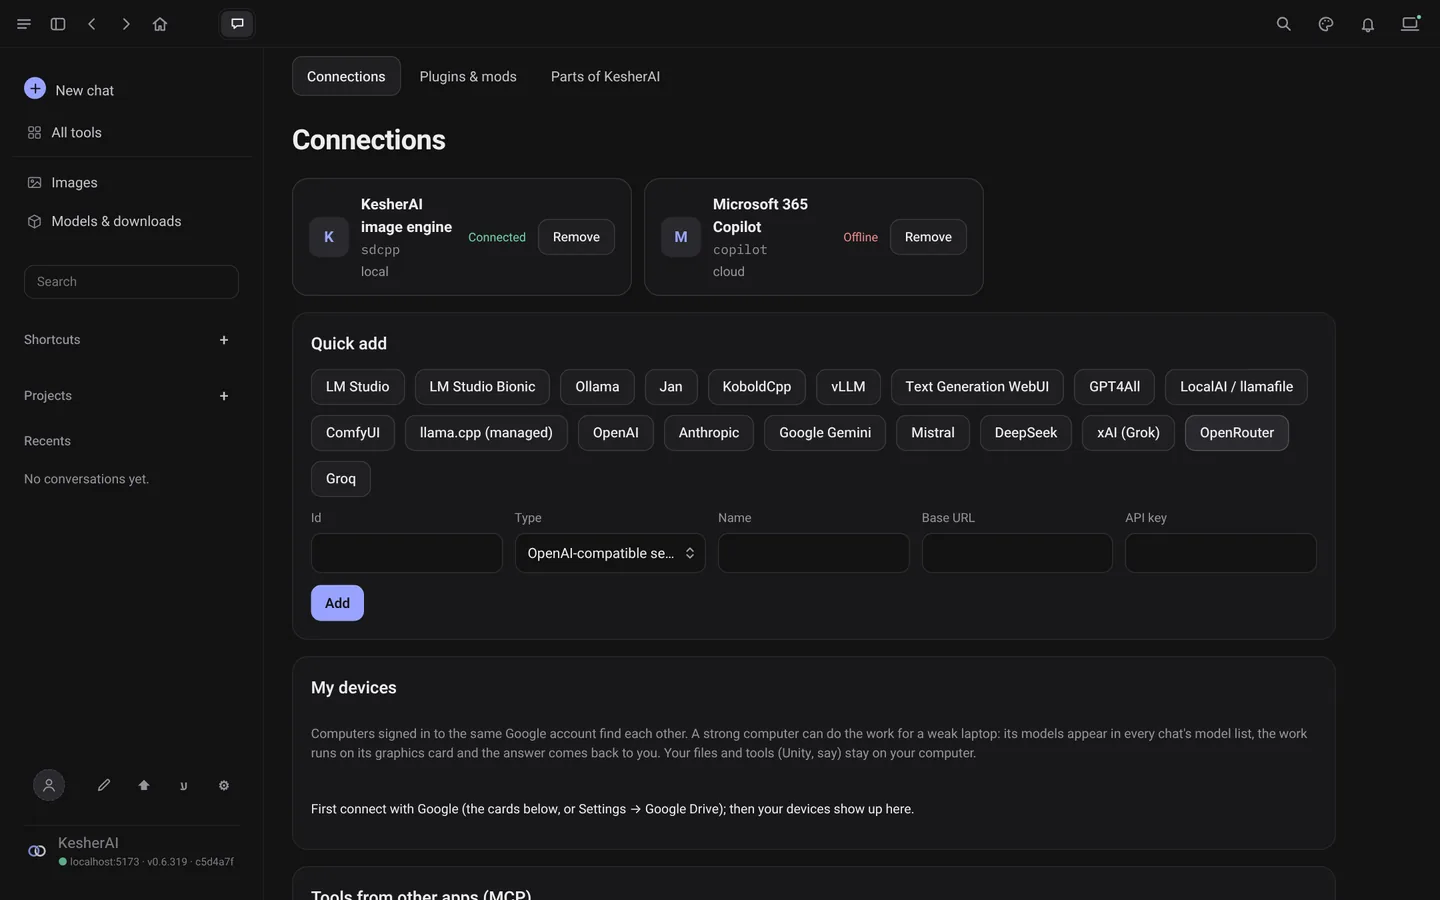 Connections
Plugins & mods
Parts of KesherAI
New chat
All tools
Images
Models & downloads
Search
Shortcuts
+
Projects
+
Recents
No conversations yet.
ע
KesherAI
localhost:5173 · v0.6.319 · c5d4a7f
Connections
K
KesherAI
image engine
sdcpp
local
Connected
Remove
M
Microsoft 365
Copilot
copilot
cloud
Offline
Remove
Quick add
LM Studio
LM Studio Bionic
Ollama
Jan
KoboldCpp
vLLM
Text Generation WebUI
GPT4All
LocalAI / llamafile
ComfyUI
llama.cpp (managed)
OpenAI
Anthropic
Google Gemini
Mistral
DeepSeek
xAI (Grok)
OpenRouter
Groq
Id
Type
Name
Base URL
API key
OpenAI-compatible se...
Add
My devices
Computers signed in to the same Google account find each other. A strong computer can do the work for a weak laptop: its models appear in every chat's model list, the work
runs on its graphics card and the answer comes back to you. Your files and tools (Unity, say) stay on your computer.
First connect with Google (the cards below, or Settings → Google Drive); then your devices show up here.
Tools from other apps (MCP)